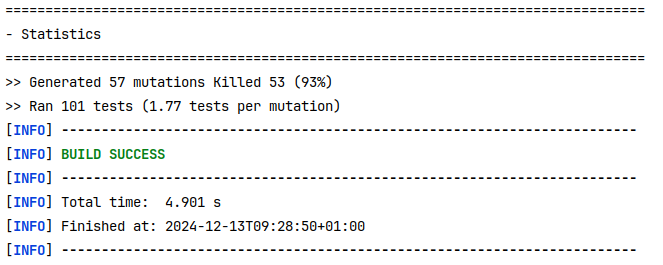 ================================================================================
- Statistics
================================================================================
>> Generated 57 mutations Killed 53 (93%)
>> Ran 101 tests (1.77 tests per mutation)
[INFO] ------------------------------------------------------------------------
[INFO] BUILD SUCCESS
[INFO] ------------------------------------------------------------------------
[INFO] Total time:  4.901 s
[INFO] Finished at: 2024-12-13T09:28:50+01:00
[INFO] ------------------------------------------------------------------------